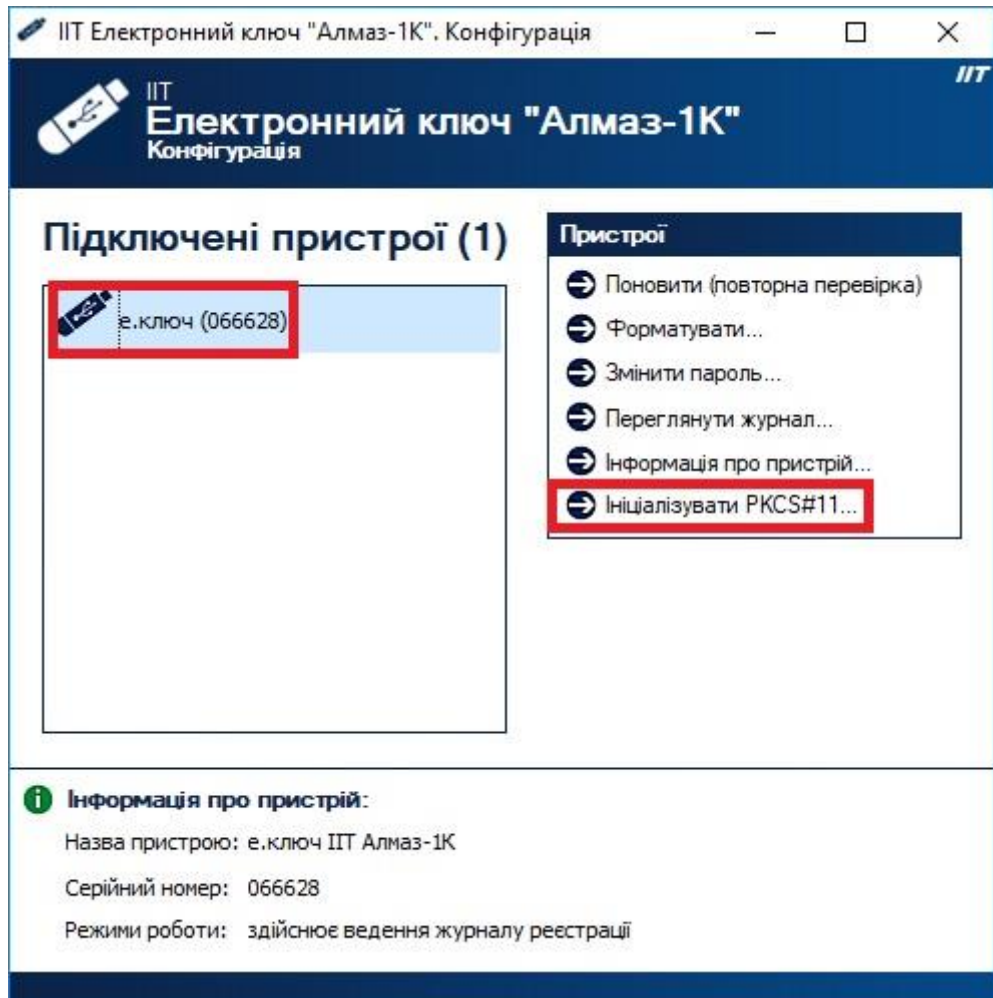 ІІТ Електронний ключ "Алмаз-1К". Конфігурація
ІІТ
ІІТ
Електронний ключ "Алмаз-1К"
Конфігурація
Підключені пристрої (1)
е.ключ (066628)
Пристрої
Поновити (повторна перевірка)
Форматувати...
Змінити пароль...
Переглянути журнал...
Інформація про пристрій...
Ініціалізувати PKCS#11...
Інформація про пристрій:
Назва пристрою: е.ключ ІІТ Алмаз-1К
Серійний номер: 066628
Режими роботи: здійснює ведення журналу реєстрації